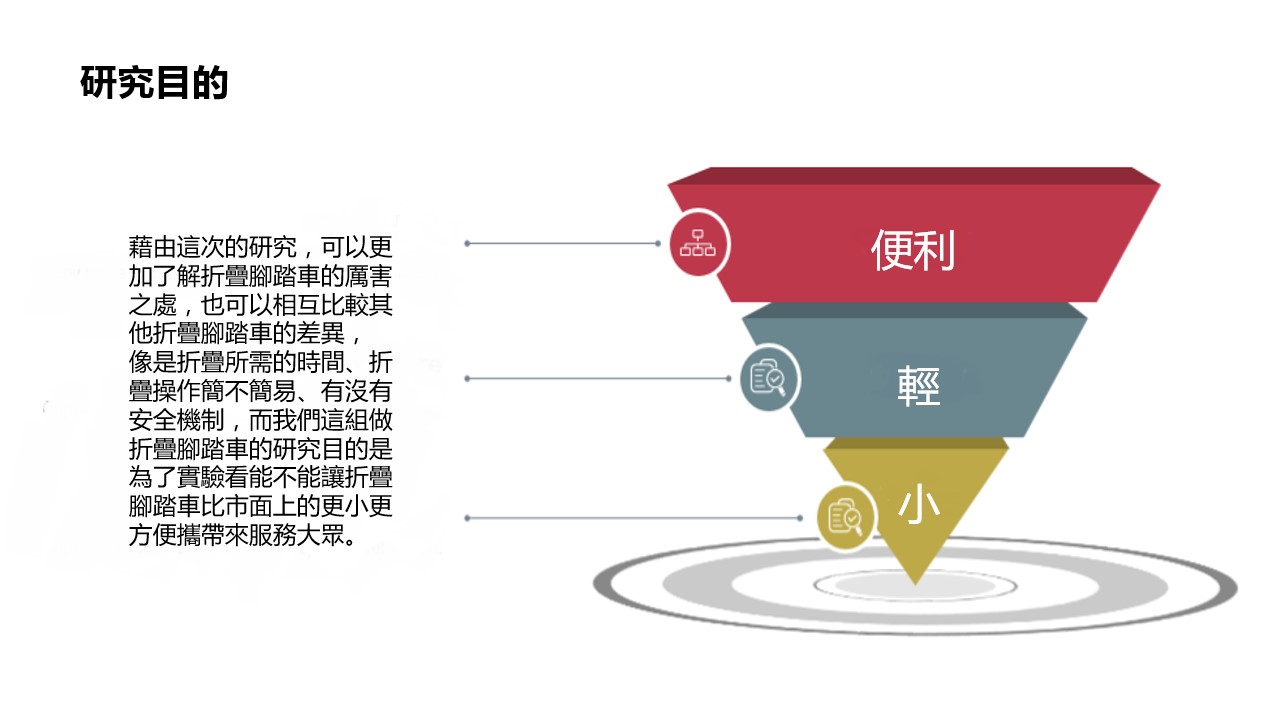 研究目的
藉由這次的研究，可以更
加了解折疊腳踏車的厲害
之處，也可以相互比較其
他折疊腳踏車的差異，
像是折疊所需的時間、折
疊操作簡不簡易、有沒有
安全機制，而我們這組做
折疊腳踏車的研究目的是
為了實驗看能不能讓折疊
腳踏車比市面上的更小更
方便攜帶來服務大眾。
便利
輕
小